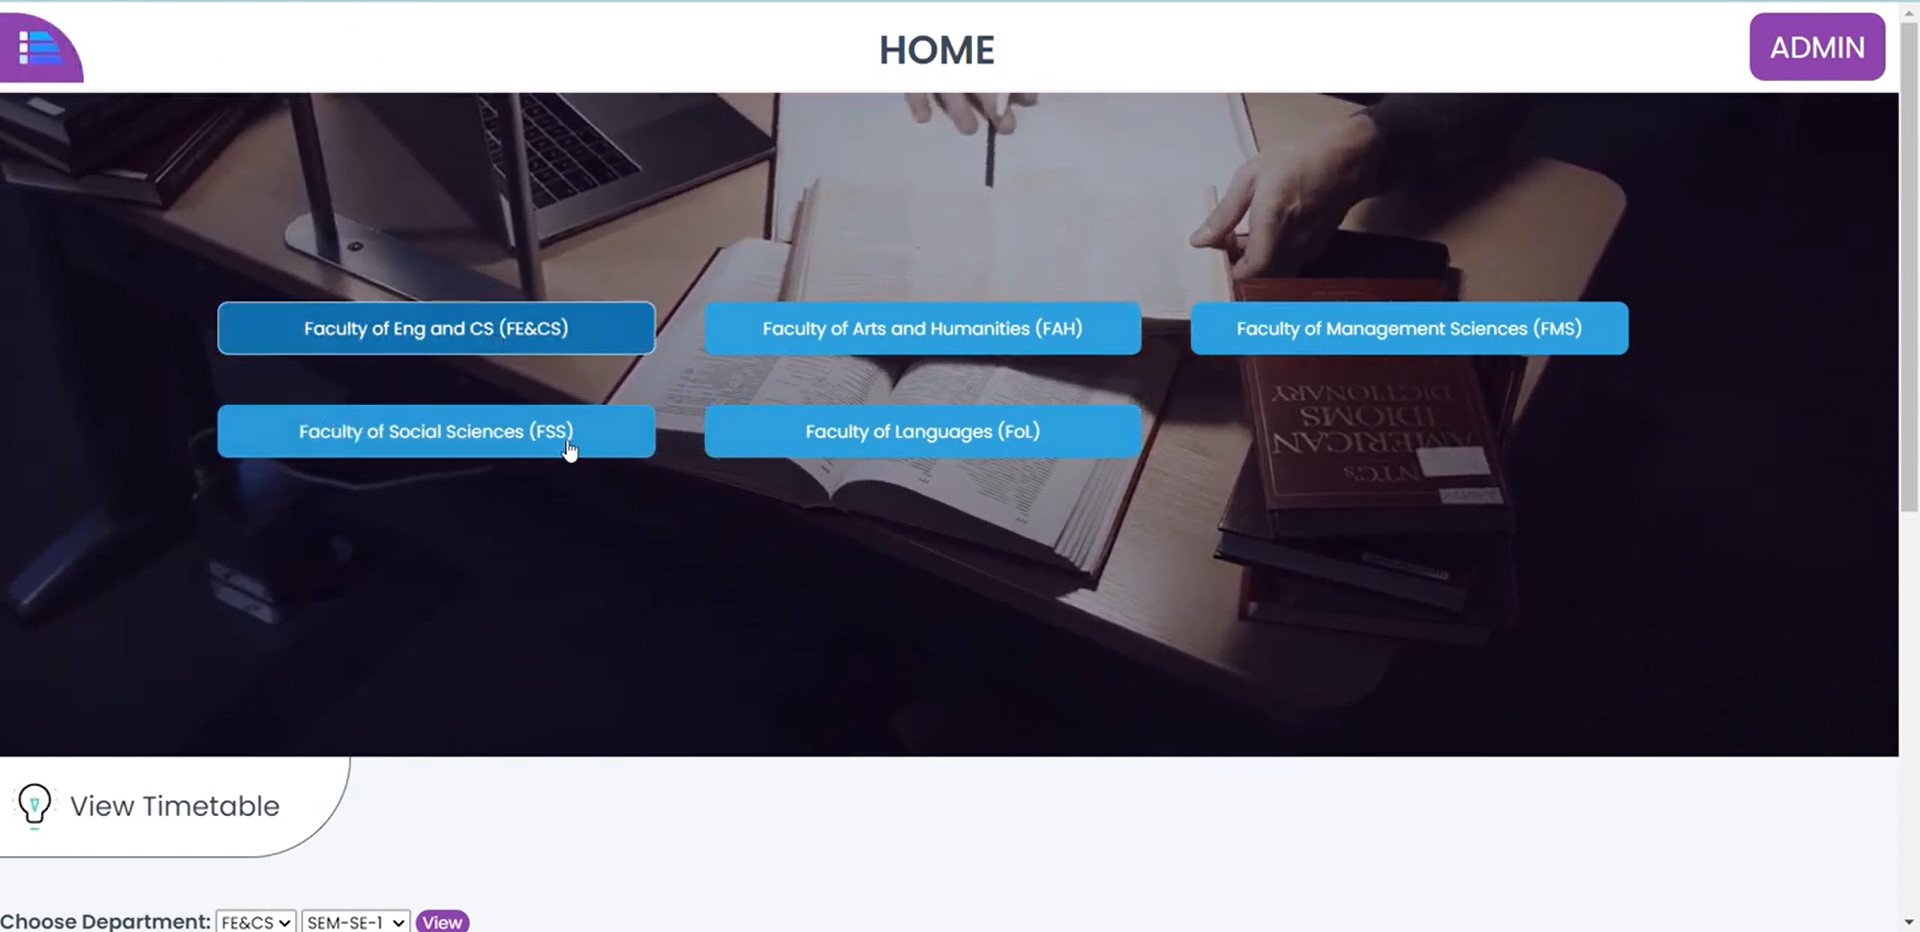 HOME
ADMIN
Faculty of Eng and CS (FE&CS)
Faculty of Arts and Humanities (FAH)
Faculty of Management Sciences (FMS)
Faculty of Social Sciences (FSS)
Faculty of Languages (FoL)
NTC's
AMERICAN
IDIOMS
DICTIONARY
View Timetable
Choose Department: FE&CS SEM-SE-1 View